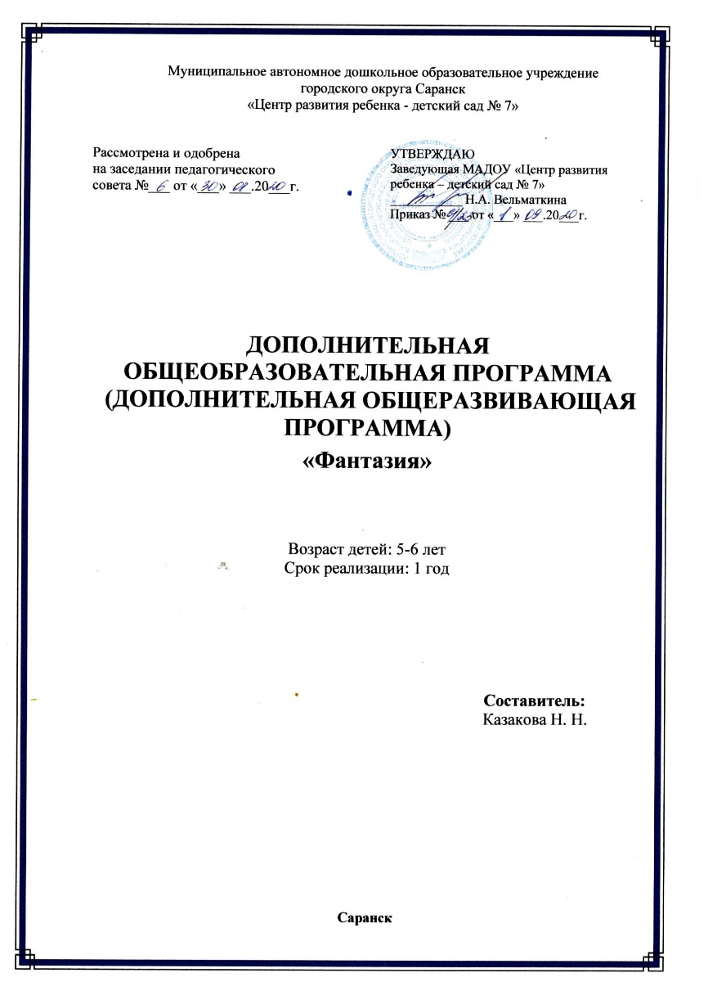 Муниципальное автономное дошкольное образовательное учреждение
городского округа Саранск
«Центр развития ребенка - детский сад № 7»
Рассмотрена и одобрена
на заседании педагогического
совета № 6 от «30» 08.2020г.
УТВЕРЖДАЮ
Заведующая МАДОУ «Центр развития
ребенка – детский сад № 7»
Н.А. Вельматкина
Приказ № от «1» 09.2020г.
ДОПОЛНИТЕЛЬНАЯ
ОБЩЕОБРАЗОВАТЕЛЬНАЯ ПРОГРАММА
(ДОПОЛНИТЕЛЬНАЯ ОБЩЕРАЗВИВАЮЩАЯ
ПРОГРАММА)
«Фантазия»
Возраст детей: 5-6 лет
Срок реализации: 1 год
Составитель:
Казакова Н. Н.
Саранск